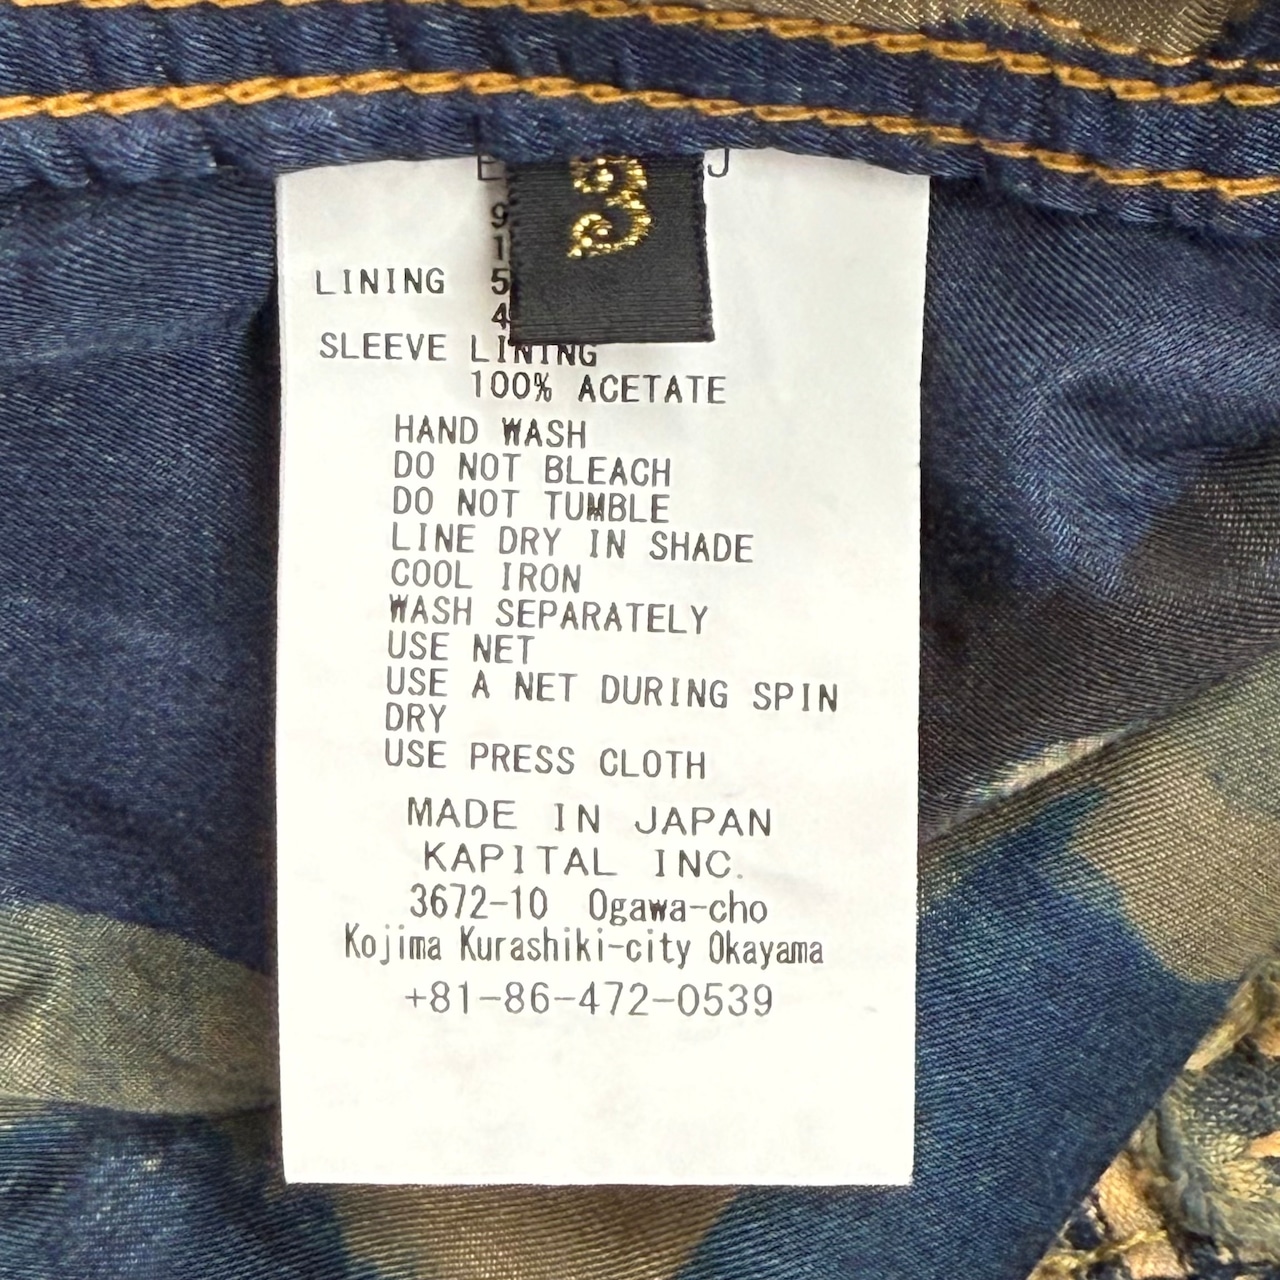 3
LINING
SLEEVE LINING
100% ACETATE
HAND WASH
DO NOT BLEACH
DO NOT TUMBLE
LINE DRY IN SHADE
COOL IRON
WASH SEPARATELY
USE NET
USE A NET DURING SPIN
DRY
USE PRESS CLOTH
MADE IN JAPAN
KAPITAL INC.
3672-10 Ogawa-cho
Kojima Kurashiki-city Okayama
+81-86-472-0539